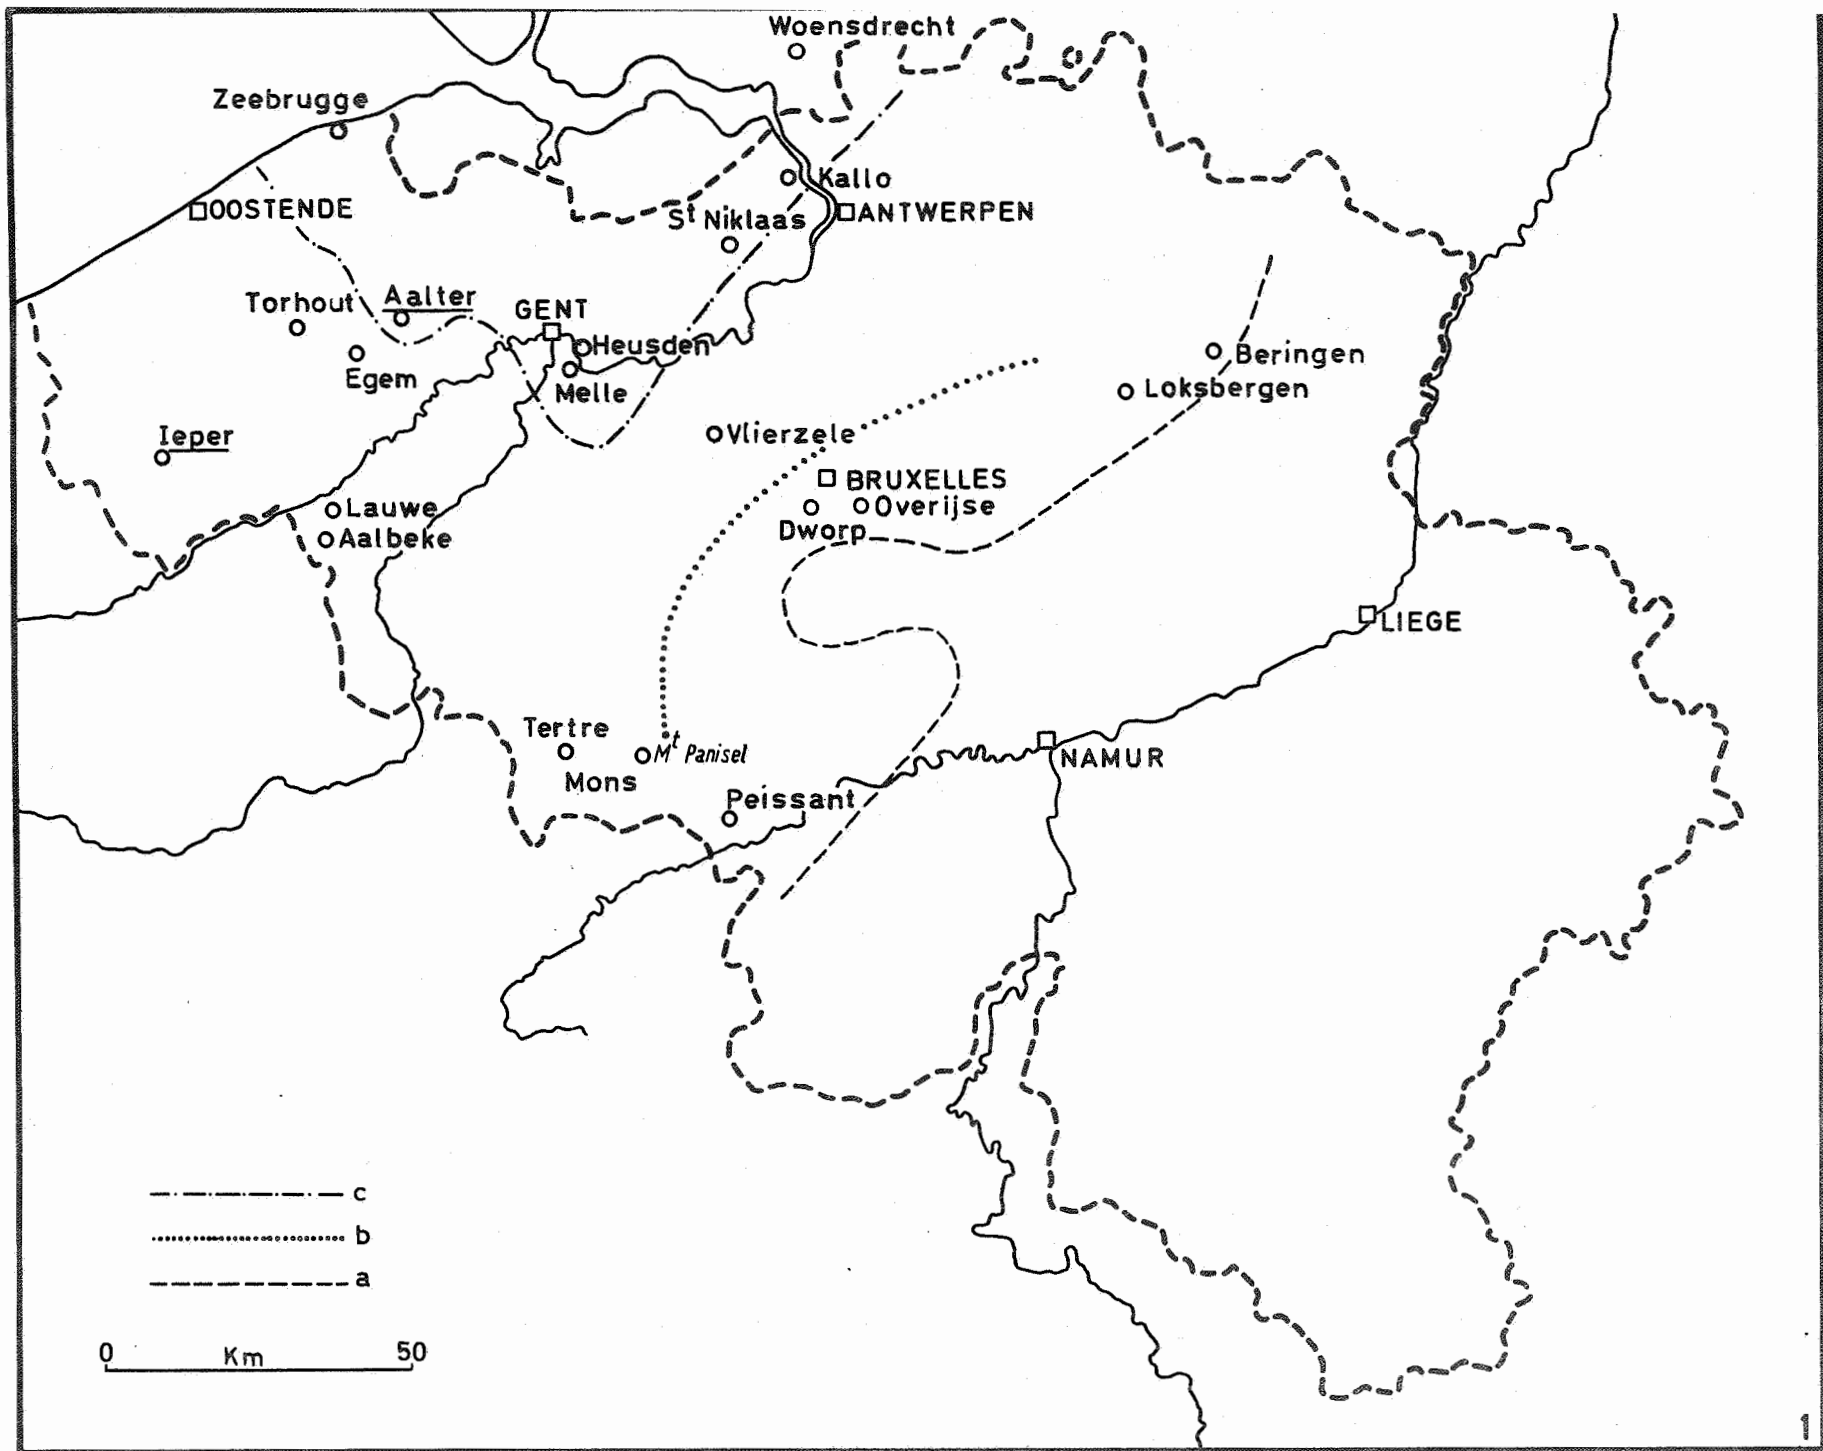 Woensdrecht
Zeebrugge
Kallo
OOSTENDE
St Niklaas
ANTWERPEN
Torhout
Aalter
GENT
Heusden
Egem
Melle
Beringen
Loksbergen
Ieper
Vlierzele
BRUXELLES
Lauwe
Overijse
Dworp
Aalbeke
LIEGE
Tertre
Mt Panisel
NAMUR
Mons
Peissant
c
b
a
0 Km 50
1